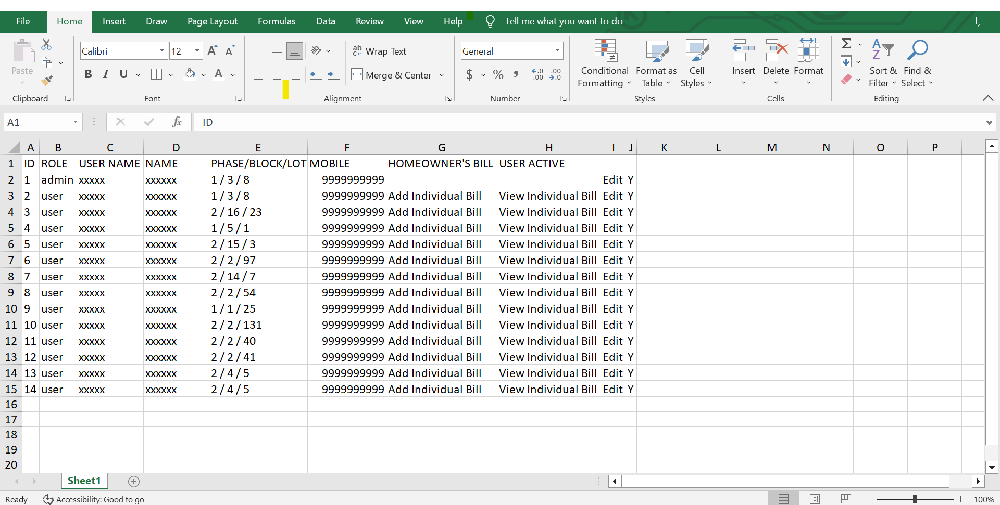 File Home Insert Draw Page Layout Formulas Data Review View Help Tell me what you want to do
Paste
Calibri 12
B I U A
Wrap Text
Merge & Center
General
$ % ,
Conditional Formatting
Format as Table
Cell Styles
Insert Delete Format
Sort & Filter
Find & Select
Clipboard Font Alignment Number Styles Cells Editing
A1 fx ID
A B C D E F G H I J K L M N O P
1 ID ROLE USER NAME NAME PHASE/BLOCK/LOT MOBILE HOMEOWNER'S BILL USER ACTIVE
2 1 admin xxxxx xxxxxx 1 / 3 / 8 9999999999 Edit Y
3 2 user xxxxx xxxxxx 1 / 3 / 8 9999999999 Add Individual Bill View Individual Bill Edit Y
4 3 user xxxxx xxxxxx 2 / 16 / 23 9999999999 Add Individual Bill View Individual Bill Edit Y
5 4 user xxxxx xxxxxx 1 / 5 / 1 9999999999 Add Individual Bill View Individual Bill Edit Y
6 5 user xxxxx xxxxxx 2 / 15 / 3 9999999999 Add Individual Bill View Individual Bill Edit Y
7 6 user xxxxx xxxxxx 2 / 2 / 97 9999999999 Add Individual Bill View Individual Bill Edit Y
8 7 user xxxxx xxxxxx 2 / 14 / 7 9999999999 Add Individual Bill View Individual Bill Edit Y
9 8 user xxxxx xxxxxx 2 / 2 / 54 9999999999 Add Individual Bill View Individual Bill Edit Y
10 9 user xxxxx xxxxxx 1 / 1 / 25 9999999999 Add Individual Bill View Individual Bill Edit Y
11 10 user xxxxx xxxxxx 2 / 2 / 131 9999999999 Add Individual Bill View Individual Bill Edit Y
12 11 user xxxxx xxxxxx 2 / 2 / 40 9999999999 Add Individual Bill View Individual Bill Edit Y
13 12 user xxxxx xxxxxx 2 / 2 / 41 9999999999 Add Individual Bill View Individual Bill Edit Y
14 13 user xxxxx xxxxxx 2 / 4 / 5 9999999999 Add Individual Bill View Individual Bill Edit Y
15 14 user xxxxx xxxxxx 2 / 4 / 5 9999999999 Add Individual Bill View Individual Bill Edit Y
16
17
18
19
20
Sheet1
Ready Accessibility: Good to go 100%